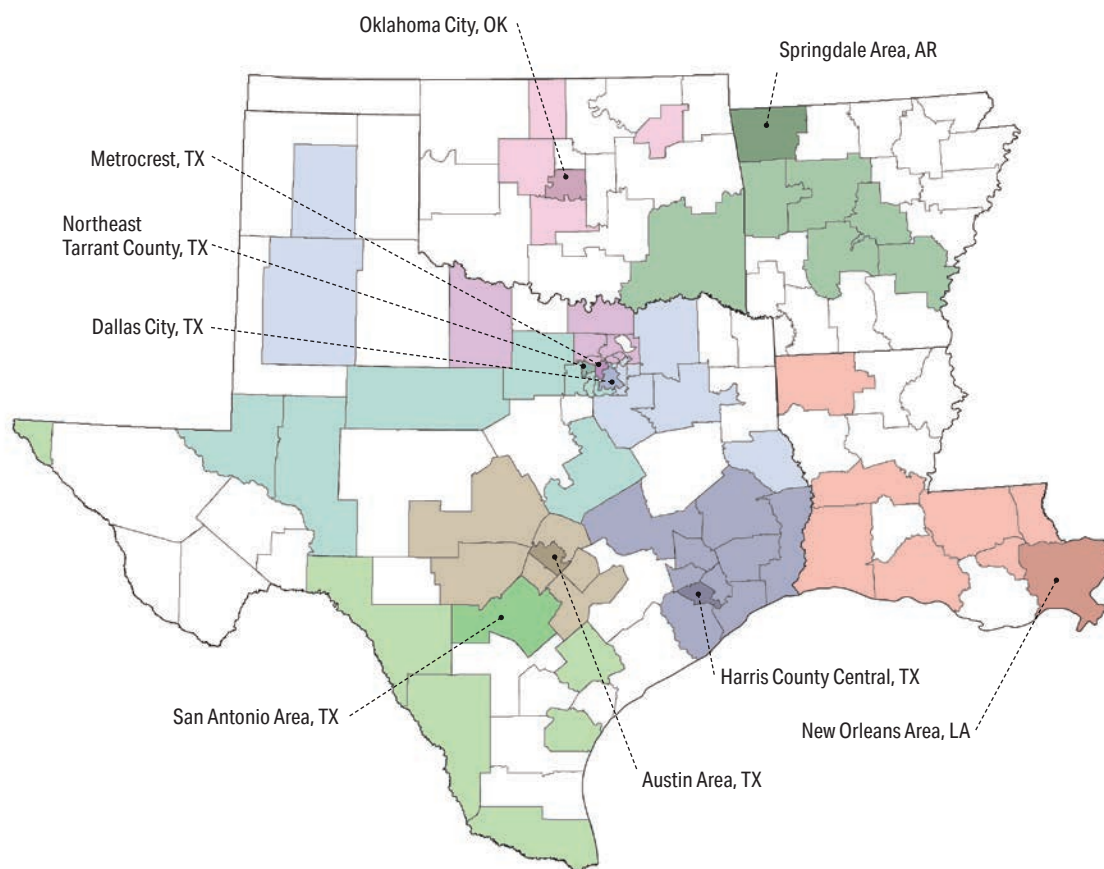 Oklahoma City, OK
Springdale Area, AR
Metrocrest, TX
Northeast
Tarrant County, TX
Dallas City, TX
Harris County Central, TX
San Antonio Area, TX
New Orleans Area, LA
Austin Area, TX